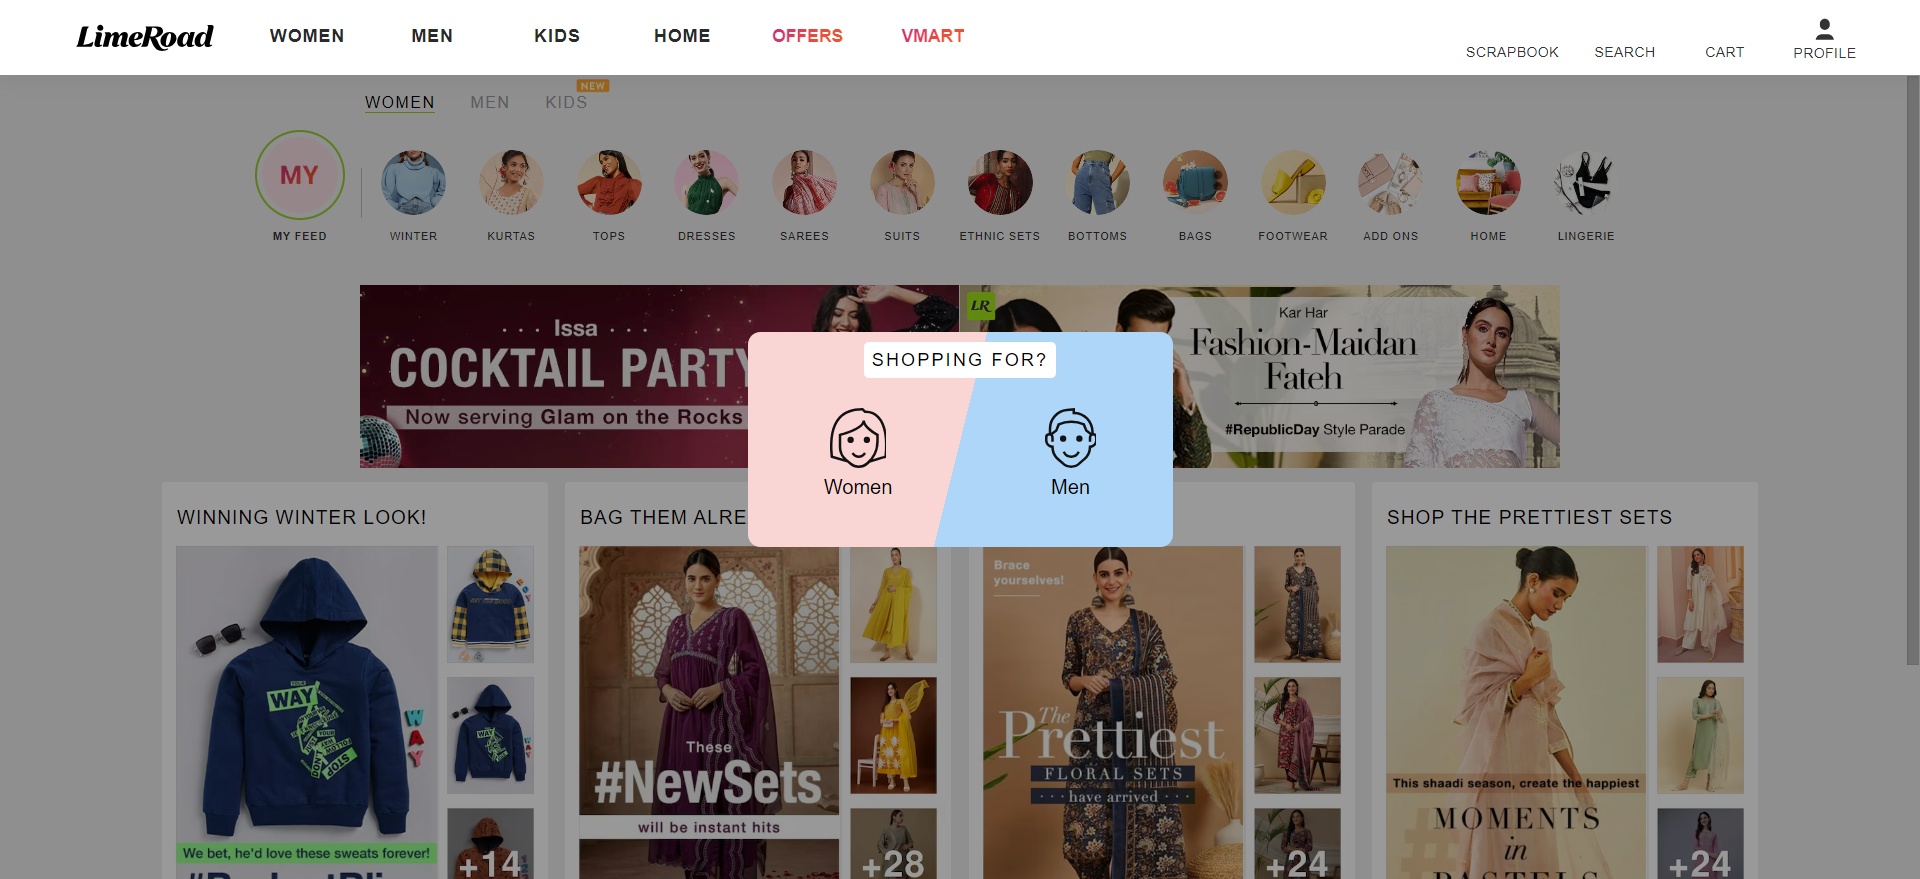 LimeRoad
WOMEN
MEN
KIDS
HOME
OFFERS
VMART
SCRAPBOOK
SEARCH
CART
PROFILE
WOMEN
MEN
KIDS
NEW
MY
MY FEED
WINTER
KURTAS
TOPS
DRESSES
SAREES
SUITS
ETHNIC SETS
BOTTOMS
BAGS
FOOTWEAR
ADD ONS
HOME
LINGERIE
Issa
COCKTAIL PARTY
Now serving Glam on the Rocks
LR
Kar Har
Fashion-Maidan
Fateh
#RepublicDay Style Parade
SHOPPING FOR?
Women
Men
WINNING WINTER LOOK!
WAY
We bet, he'd love these sweats forever!
+14
BAG THEM ALRE
These
#NewSets
will be instant hits
+28
Brace
yourselves!
The
Prettiest
FLORAL SETS
have arrived
+24
SHOP THE PRETTIEST SETS
This shaadi season, create the happiest
MOMENTS
in
PASTELS
+24